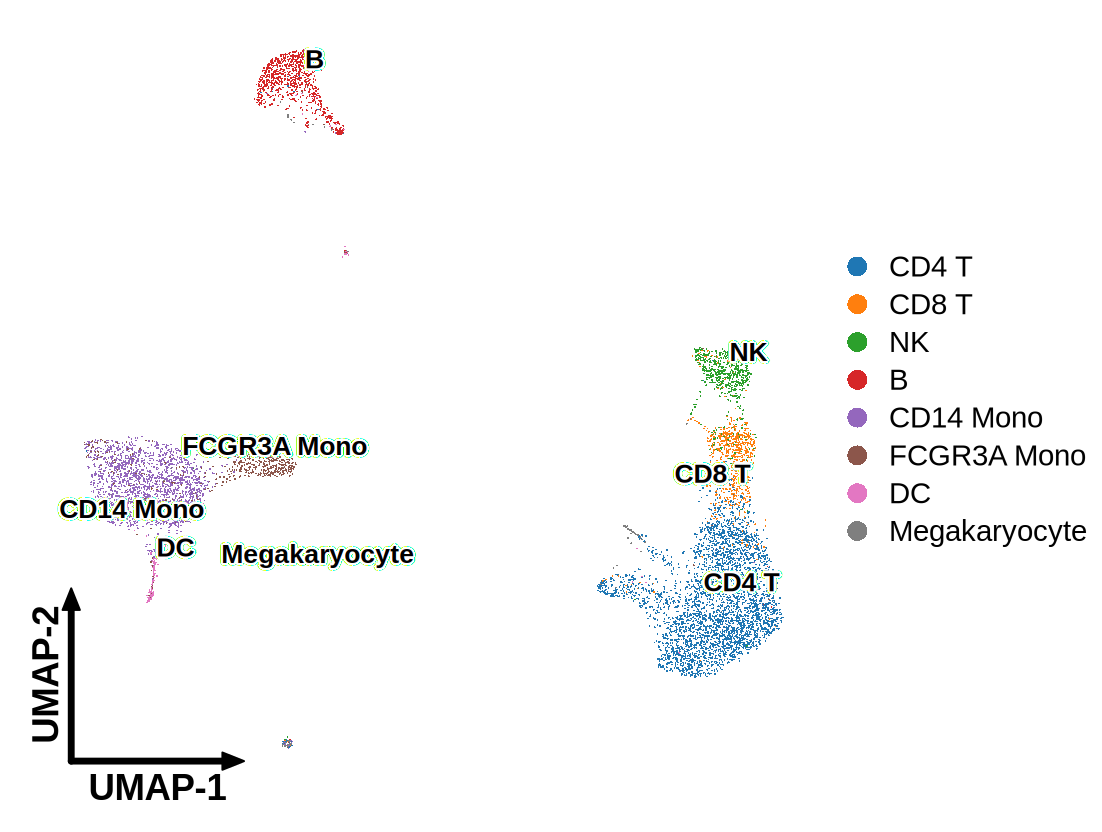 B
NK
FCGR3A Mono
CD8 T
CD14 Mono
DC
Megakaryocyte
CD4 T
UMAP-2
UMAP-1
CD4 T
CD8 T
NK
B
CD14 Mono
FCGR3A Mono
DC
Megakaryocyte